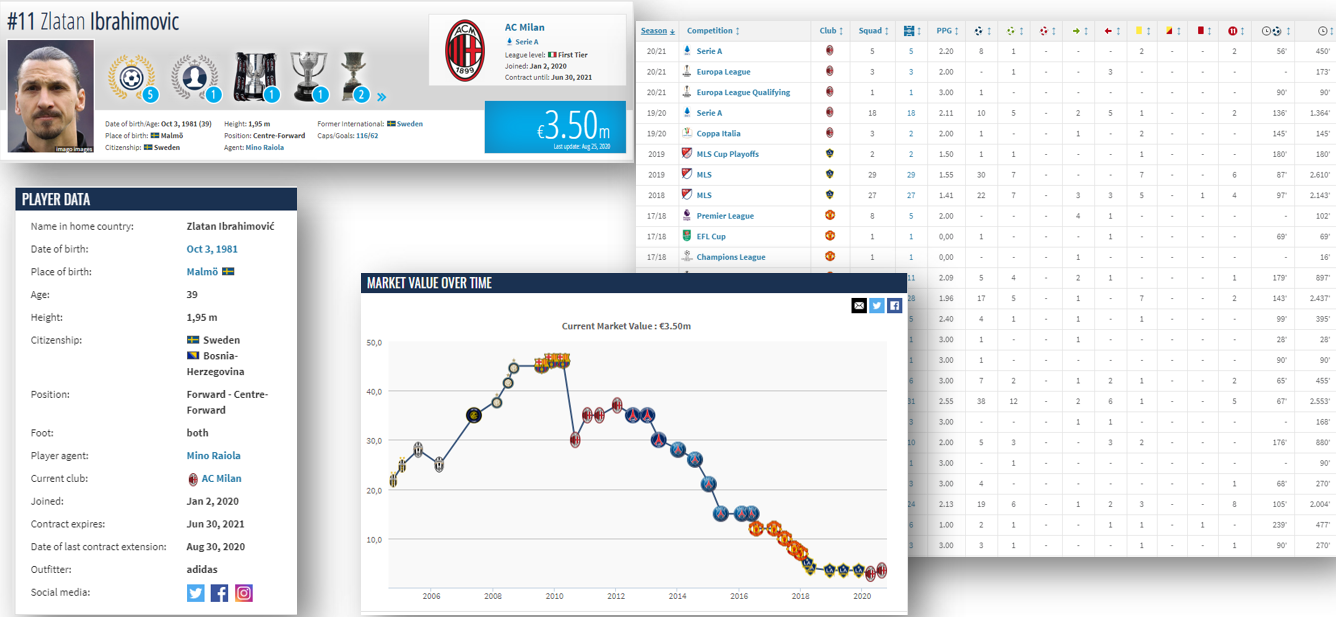 #11 Zlatan Ibrahimovic
5 1 1 1 2 »
Date of birth/Age: Oct 3, 1981 (39)
Place of birth: Malmö
Citizenship: Sweden
Height: 1,95 m
Position: Centre-Forward
Agent: Mino Raiola
Former International: Sweden
Caps/Goals: 116/62
imago images
AC Milan
Serie A
League level: First Tier
Joined: Jan 2, 2020
Contract until: Jun 30, 2021
ACM
1899
€3.50m
Last update: Aug 25, 2020
PLAYER DATA
Name in home country: Zlatan Ibrahimović
Date of birth: Oct 3, 1981
Place of birth: Malmö
Age: 39
Height: 1,95 m
Citizenship: Sweden
Bosnia-
Herzegovina
Position: Forward - Centre-
Forward
Foot: both
Player agent: Mino Raiola
Current club: AC Milan
Joined: Jan 2, 2020
Contract expires: Jun 30, 2021
Date of last contract extension: Aug 30, 2020
Outfitter: adidas
Social media:
MARKET VALUE OVER TIME
Current Market Value : €3.50m
50,0
40,0
30,0
20,0
10,0
2006 2008 2010 2012 2014 2016 2018 2020
Season Competition Club Squad PPG
20/21 Serie A 5 5 2.20 8 1 - - - 2 - - 2 56' 450'
20/21 Europa League 3 3 2.00 - 1 - - 3 - - - - - 173'
20/21 Europa League Qualifying 1 1 3.00 1 - - - - - - - - 90' 90'
19/20 Serie A 18 18 2.11 10 5 - 2 5 1 - - 2 136' 1.364'
19/20 Coppa Italia 3 2 2.00 1 - - 1 - 2 - - - 145' 145'
2019 MLS Cup Playoffs 2 2 1.50 1 1 - - - 1 - - - 180' 180'
2019 MLS 29 29 1.55 30 7 - - - 7 - - 6 87' 2.610'
2018 MLS 27 27 1.41 22 7 - 3 3 5 - 1 4 97' 2.143'
17/18 Premier League 8 5 2.00 - - - 4 1 - - - - - 102'
17/18 EFL Cup 1 1 0,00 1 - - - 1 - - - - 69' 69'
17/18 Champions League 1 1 0,00 - - - 1 - - - - - - 16'
11 2.09 5 4 - 2 1 - - - 1 179' 897'
28 1.96 17 5 - 1 - 7 - - 2 143' 2.437'
5 2.40 4 1 - 1 - 1 - - - 99' 395'
1 3.00 1 - - 1 - - - - - 28' 28'
1 3.00 1 - - - - - - - - 90' 90'
6 3.00 7 2 - 1 2 1 - - 2 65' 455'
31 2.55 38 12 - 2 6 1 - - 5 67' 2.553'
3 3.00 - - - 1 1 - - - - - 168'
10 2.00 5 3 - - 3 2 - - - 176' 880'
1 3.00 - 1 - - - - - - - - 90'
3 3.00 4 - - - - - - - 1 68' 270'
24 2.13 19 6 - 1 2 3 - - 8 105' 2.004'
6 1.00 2 1 - - 1 1 - 1 - 239' 477'
3 3.00 3 1 - - - 1 - - 1 90' 270'